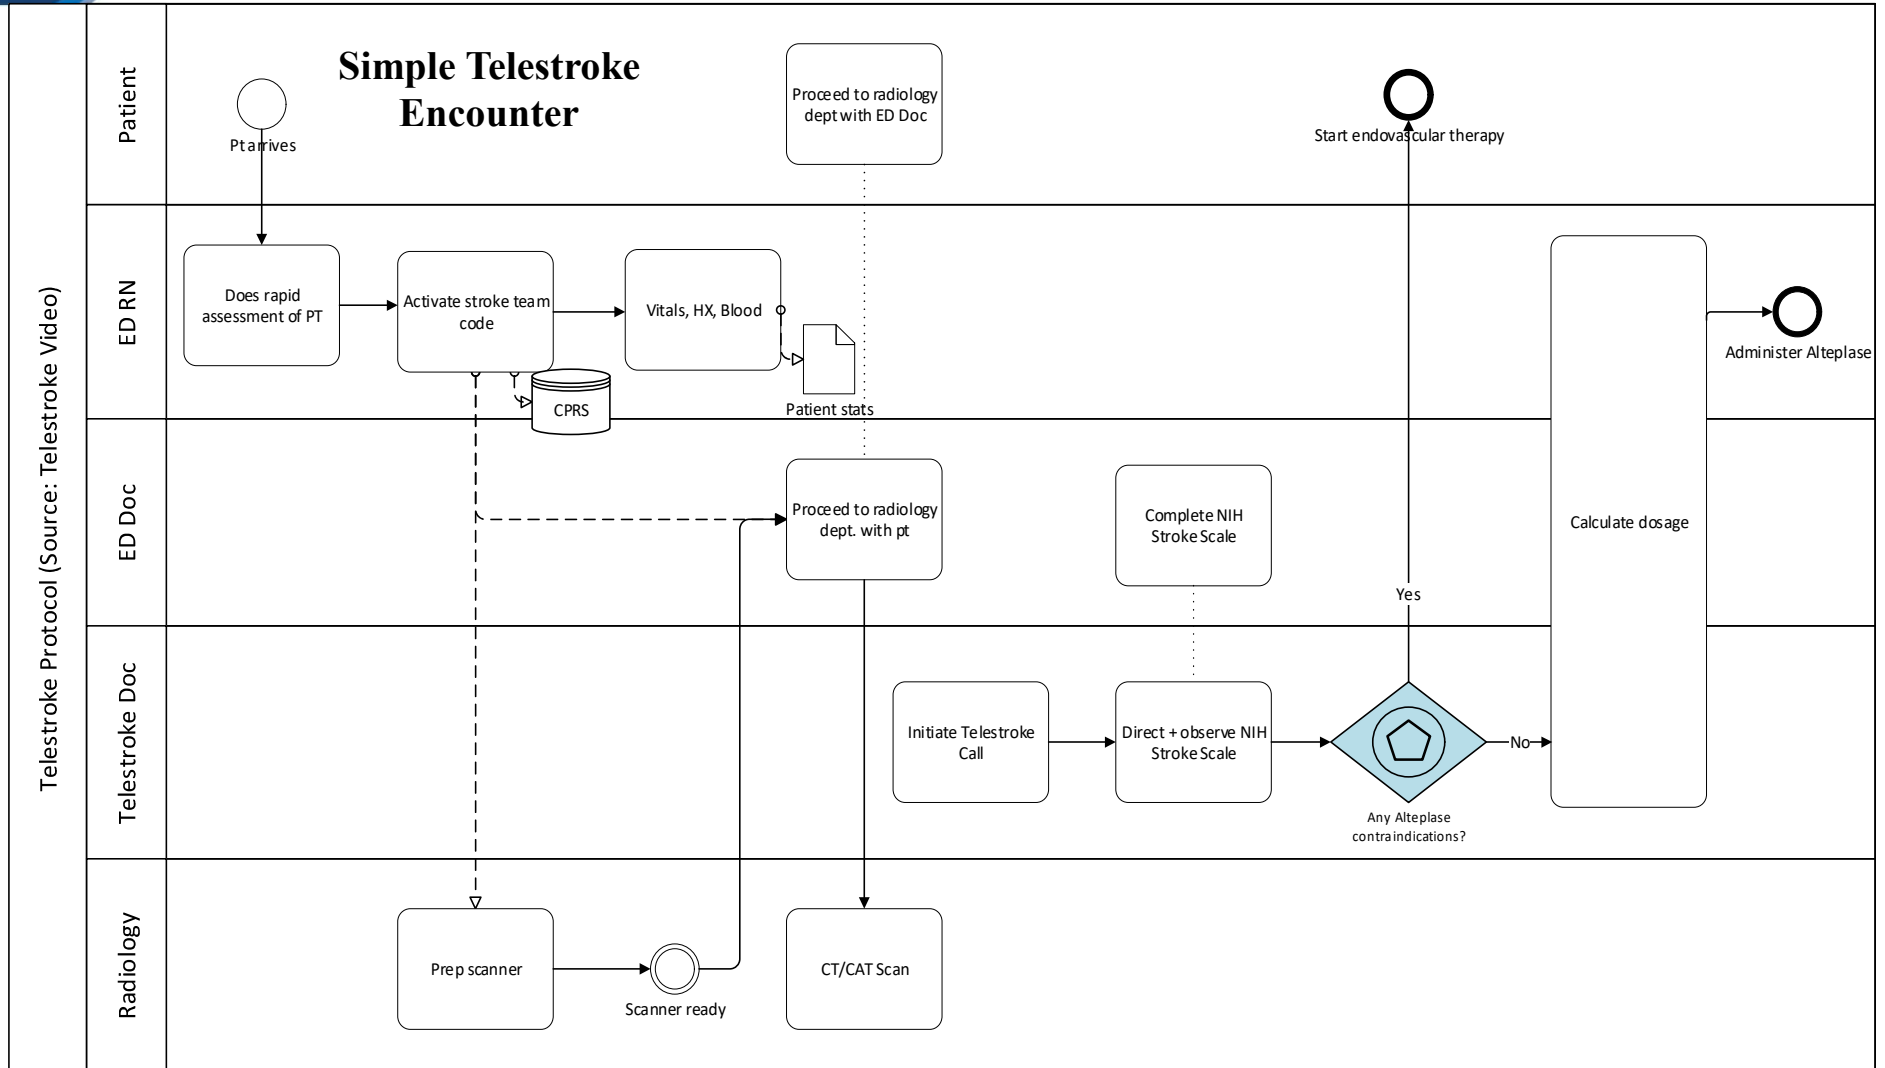 Simple Telestroke
Encounter
Telestroke Protocol (Source: Telestroke Video)
Patient
Pt arrives
Proceed to radiology
dept with ED Doc
Start endovascular therapy
ED RN
Does rapid
assessment of PT
Activate stroke team
code
CPRS
Vitals, HX, Blood
Patient stats
Administer Alteplase
ED Doc
Proceed to radiology
dept. with pt
Complete NIH
Stroke Scale
Yes
Calculate dosage
Telestroke Doc
Initiate Telestroke
Call
Direct + observe NIH
Stroke Scale
No
Any Alteplase
contraindications?
Radiology
Prep scanner
Scanner ready
CT/CAT Scan